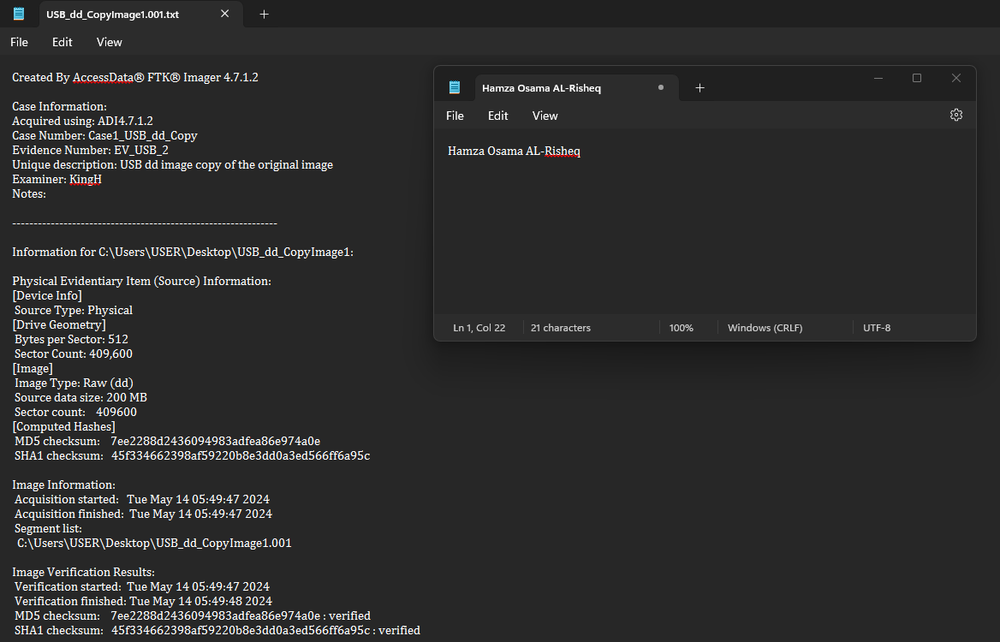 USB_dd_CopyImage1.001.txt
File Edit View
Created By AccessData® FTK® Imager 4.7.1.2
Case Information:
Acquired using: ADI4.7.1.2
Case Number: Case1_USB_dd_Copy
Evidence Number: EV_USB_2
Unique description: USB dd image copy of the original image
Examiner: KingH
Notes:
--------------------------------------------------------------
Information for C:\Users\USER\Desktop\USB_dd_CopyImage1:
Physical Evidentiary Item (Source) Information:
[Device Info]
Source Type: Physical
[Drive Geometry]
Bytes per Sector: 512
Sector Count: 409,600
[Image]
Image Type: Raw (dd)
Source data size: 200 MB
Sector count: 409600
[Computed Hashes]
MD5 checksum: 7ee2288d2436094983adfea86e974a0e
SHA1 checksum: 45f334662398af59220b8e3dd0a3ed566ff6a95c
Image Information:
Acquisition started: Tue May 14 05:49:47 2024
Acquisition finished: Tue May 14 05:49:47 2024
Segment list:
C:\Users\USER\Desktop\USB_dd_CopyImage1.001
Image Verification Results:
Verification started: Tue May 14 05:49:47 2024
Verification finished: Tue May 14 05:49:48 2024
MD5 checksum: 7ee2288d2436094983adfea86e974a0e : verified
SHA1 checksum: 45f334662398af59220b8e3dd0a3ed566ff6a95c : verified
Hamza Osama AL-Risheq
File Edit View
Hamza Osama AL-Risheq
Ln 1, Col 22 21 characters 100% Windows (CRLF) UTF-8